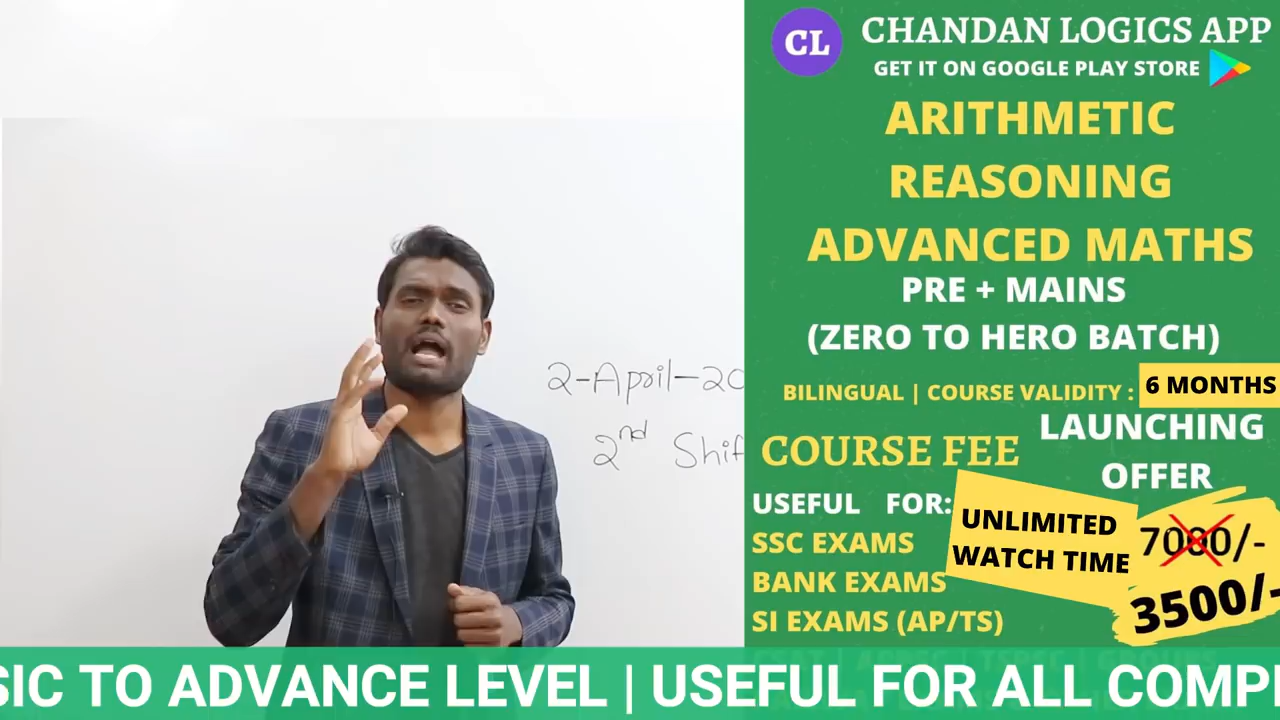 CL
CHANDAN LOGICS APP
GET IT ON GOOGLE PLAY STORE
ARITHMETIC
REASONING
ADVANCED MATHS
PRE + MAINS
(ZERO TO HERO BATCH)
BILINGUAL | COURSE VALIDITY : 6 MONTHS
LAUNCHING
OFFER
COURSE FEE
USEFUL FOR:
SSC EXAMS
BANK EXAMS
SI EXAMS (AP/TS)
UNLIMITED
WATCH TIME
7000/-
3500/-
2-April-20
2nd Shif
SIC TO ADVANCE LEVEL | USEFUL FOR ALL COMP